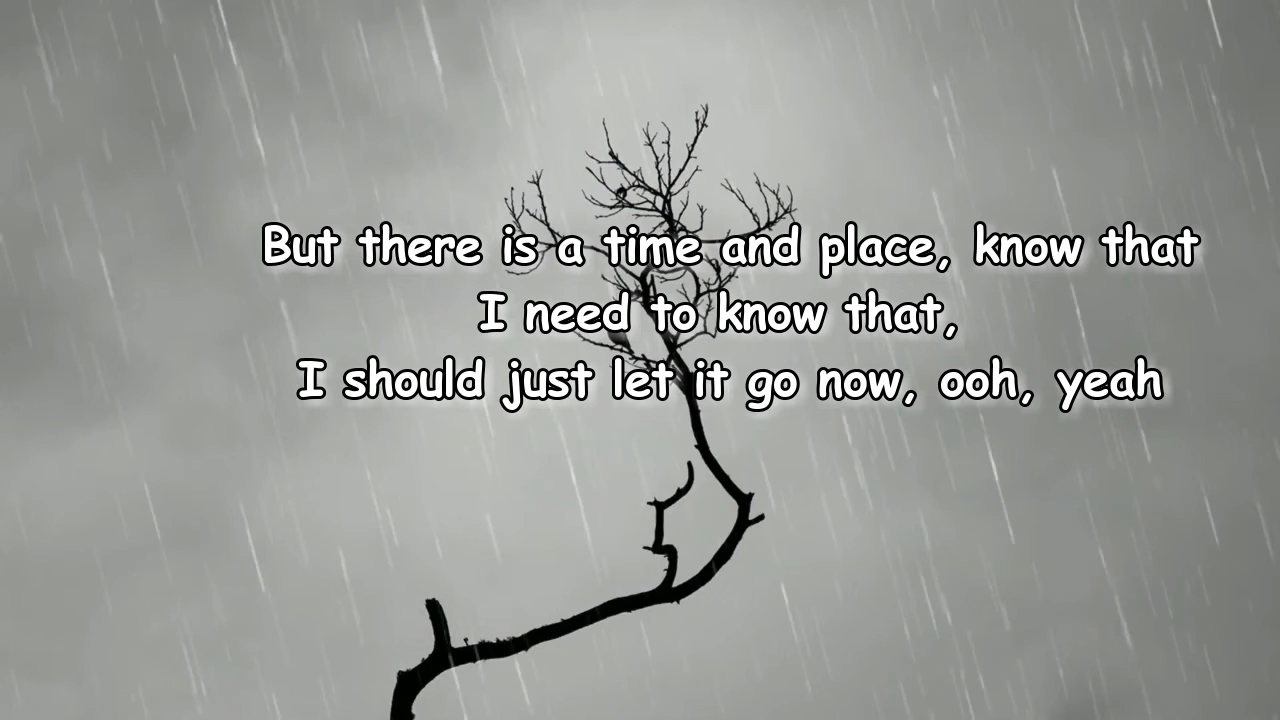 But there is a time and place, know that
I need to know that,
I should just let it go now, ooh, yeah